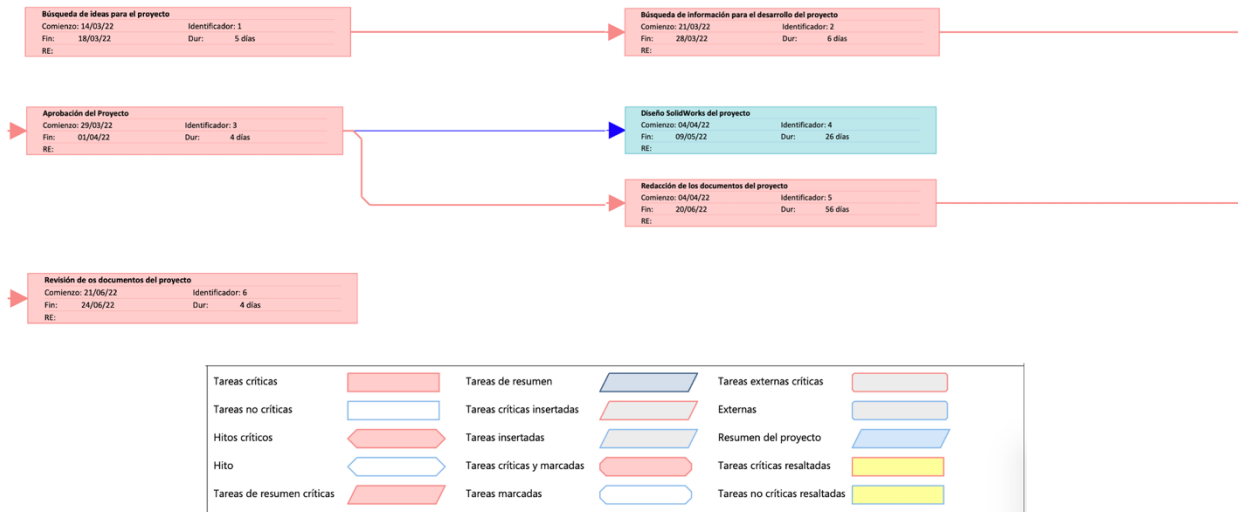 Búsqueda de ideas para el proyecto
Comienzo: 14/03/22 Identificador: 1
Fin: 18/03/22 Dur: 5 días
RE:
Búsqueda de información para el desarrollo del proyecto
Comienzo: 21/03/22 Identificador: 2
Fin: 28/03/22 Dur: 6 días
RE:
Aprobación del Proyecto
Comienzo: 29/03/22 Identificador: 3
Fin: 01/04/22 Dur: 4 días
RE:
Diseño SolidWorks del proyecto
Comienzo: 04/04/22 Identificador: 4
Fin: 09/05/22 Dur: 26 días
RE:
Redacción de los documentos del proyecto
Comienzo: 04/04/22 Identificador: 5
Fin: 20/06/22 Dur: 56 días
RE:
Revisión de os documentos del proyecto
Comienzo: 21/06/22 Identificador: 6
Fin: 24/06/22 Dur: 4 días
RE:
Tareas críticas Tareas de resumen Tareas externas críticas
Tareas no críticas Tareas críticas insertadas Externas
Hitos críticos Tareas insertadas Resumen del proyecto
Hito Tareas críticas y marcadas Tareas críticas resaltadas
Tareas de resumen críticas Tareas marcadas Tareas no críticas resaltadas